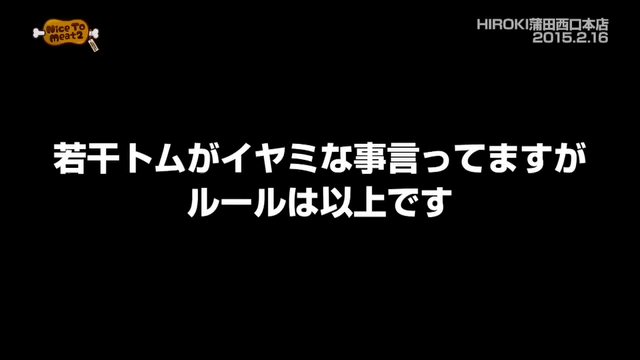 Nice To
Meat2
HIROKI蒲田西口本店
2015.2.16
若干トムがイヤミな事言ってますが
ルールは以上です